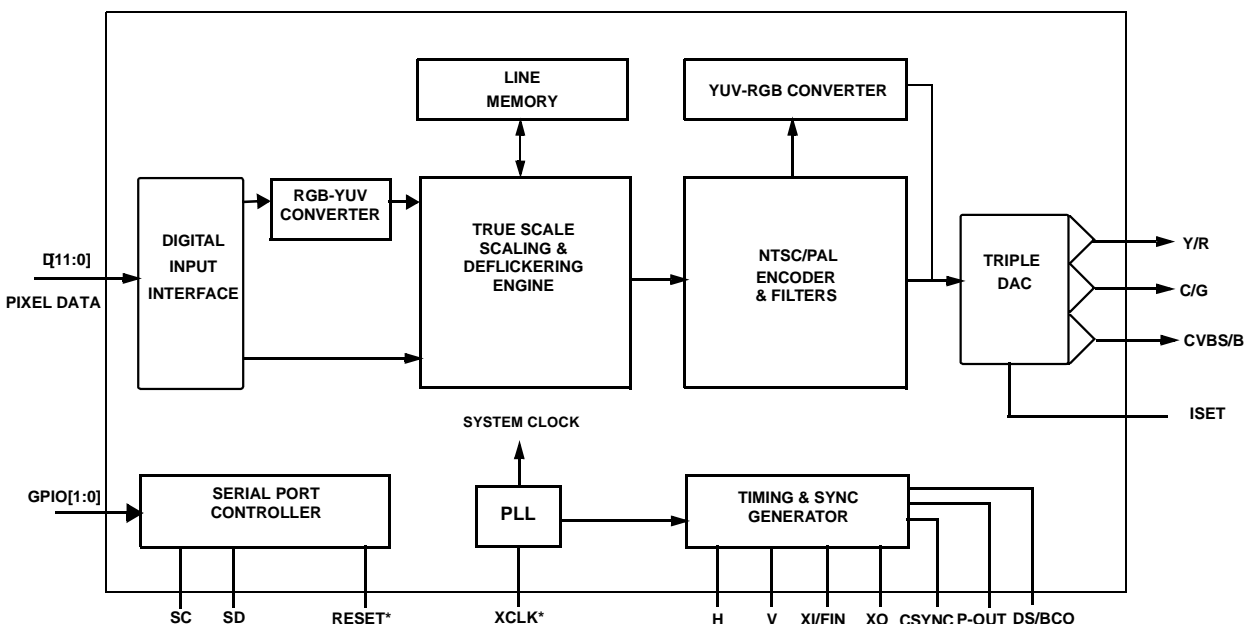 LINE
MEMORY
YUV-RGB CONVERTER
RGB-YUV
CONVERTER
DIGITAL
INPUT
INTERFACE
D[11:0]
PIXEL DATA
TRUE SCALE
SCALING &
DEFLICKERING
ENGINE
NTSC/PAL
ENCODER
& FILTERS
TRIPLE
DAC
Y/R
C/G
CVBS/B
ISET
SYSTEM CLOCK
GPIO[1:0]
SERIAL PORT
CONTROLLER
PLL
TIMING & SYNC
GENERATOR
SC SD RESET* XCLK* H V XI/FIN XO CSYNC P-OUT DS/BCO